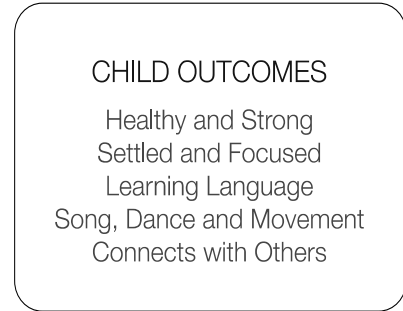 CHILD OUTCOMES
Healthy and Strong
Settled and Focused
Learning Language
Song, Dance and Movement
Connects with Others